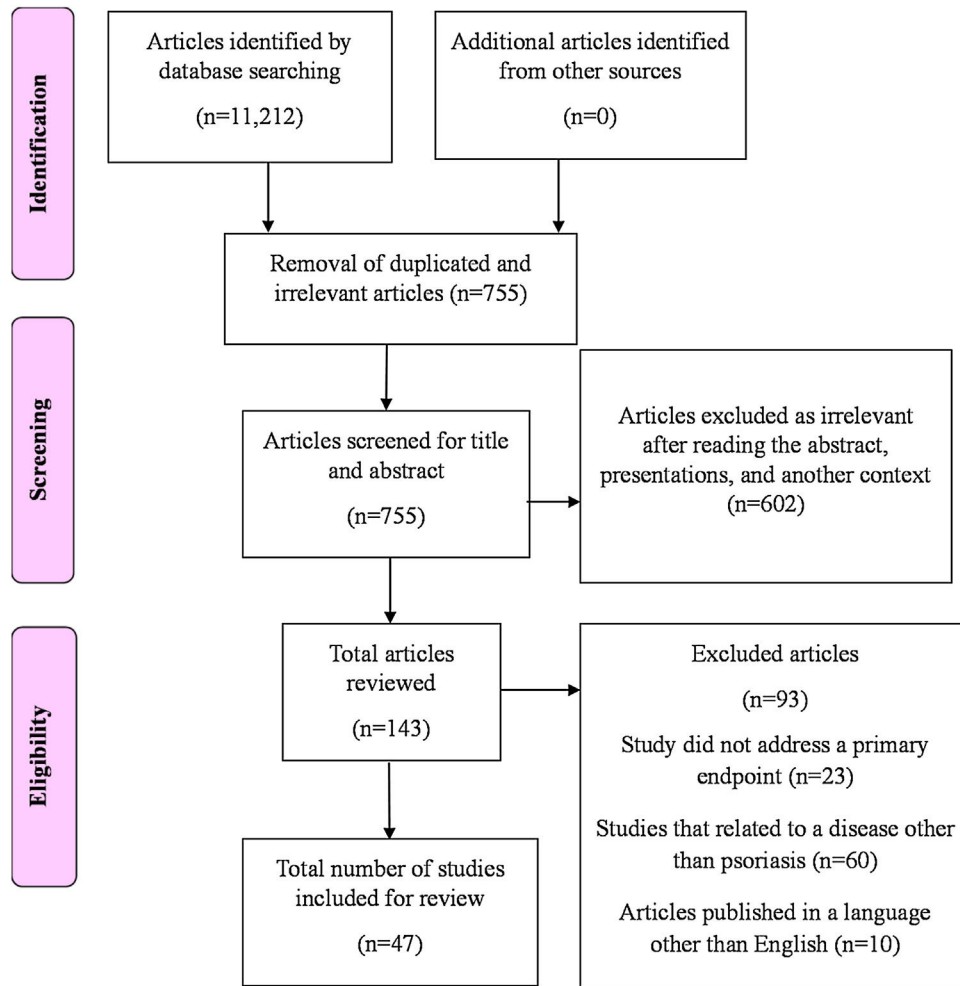 Identification
Articles identified by
database searching
(n=11,212)
Additional articles identified
from other sources
(n=0)
Removal of duplicated and
irrelevant articles (n=755)
Screening
Articles screened for title
and abstract
(n=755)
Articles excluded as irrelevant
after reading the abstract,
presentations, and another context
(n=602)
Eligibility
Total articles
reviewed
(n=143)
Excluded articles
(n=93)
Study did not address a primary
endpoint (n=23)
Studies that related to a disease other
than psoriasis (n=60)
Articles published in a language
other than English (n=10)
Total number of studies
included for review
(n=47)